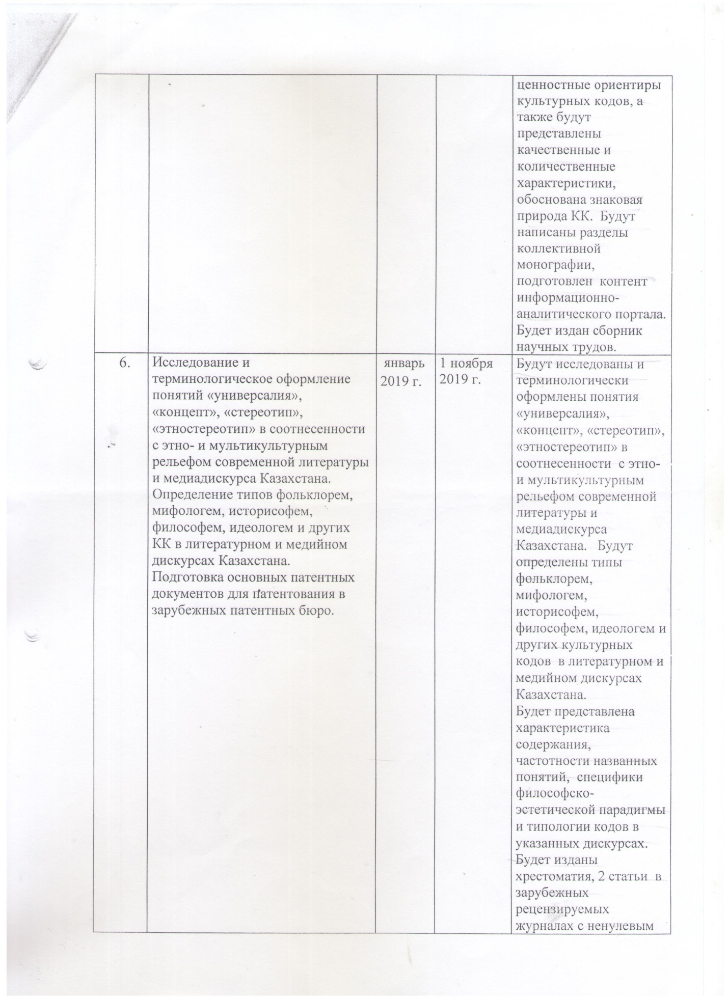 ценностные ориентиры
культурных кодов, а
также будут
представлены
качественные и
количественные
характеристики,
обоснована знаковая
природа КК. Будут
написаны разделы
коллективной
монографии,
подготовлен контент
информационно-
аналитического портала.
Будет издан сборник
научных трудов.
6.
Исследование и
терминологическое оформление
понятий «универсалия»,
«концепт», «стереотип»,
«этностереотип» в соотнесенности
с этно- и мультикультурным
рельефом современной литературы
и медиадискурса Казахстана.
Определение типов фольклорем,
мифологем, историсофем,
философем, идеологем и других
КК в литературном и медийном
дискурсах Казахстана.
Подготовка основных патентных
документов для патентования в
зарубежных патентных бюро.
январь
2019 г.
1 ноября
2019 г.
Будут исследованы и
терминологически
оформлены понятия
«универсалия»,
«концепт», «стереотип»,
«этностереотип» в
соотнесенности с этно-
и мультикультурным
рельефом современной
литературы и
медиадискурса
Казахстана. Будут
определены типы
фольклорем,
мифологем,
историсофем,
философем, идеологем и
других культурных
кодов в литературном и
медийном дискурсах
Казахстана.
Будет представлена
характеристика
содержания,
частотности названных
понятий, специфики
философско-
эстетической парадигмы
и типологии кодов в
указанных дискурсах.
Будет изданы
хрестоматия, 2 статьи в
зарубежных
рецензируемых
журналах с ненулевым